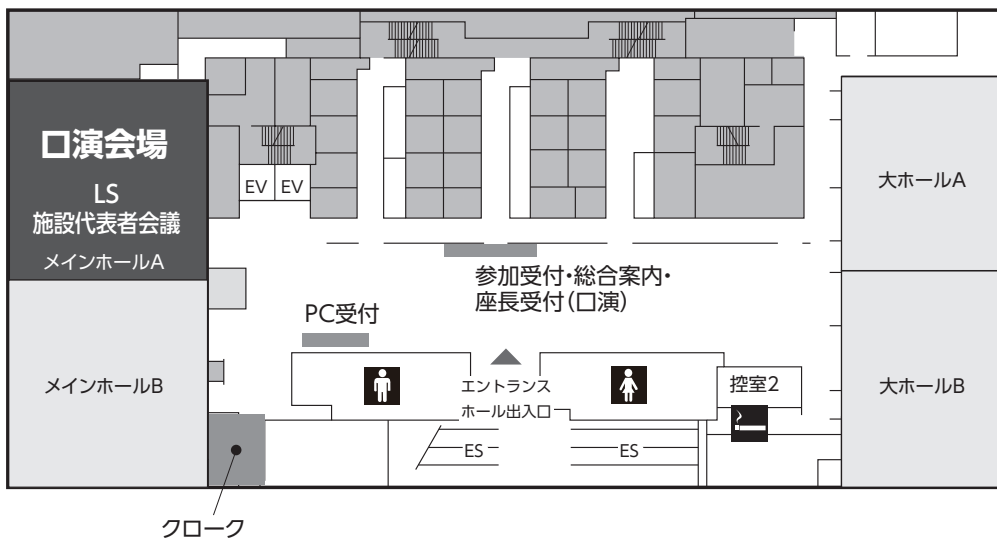 口演会場
LS
施設代表者会議
メインホールA
EV
EV
大ホールA
参加受付・総合案内・
座長受付(口演)
PC受付
メインホールB
エントランス
ホール出入口
控室2
大ホールB
ES
ES
クローク